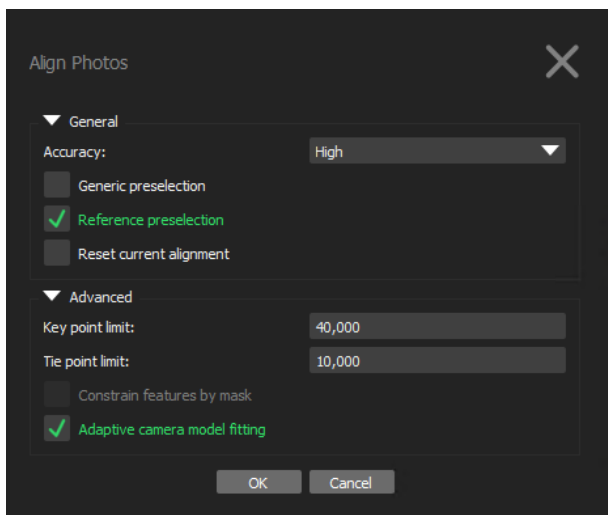 Align Photos
General
Accuracy: High
Generic preselection
Reference preselection
Reset current alignment
Advanced
Key point limit: 40,000
Tie point limit: 10,000
Constrain features by mask
Adaptive camera model fitting
OK Cancel